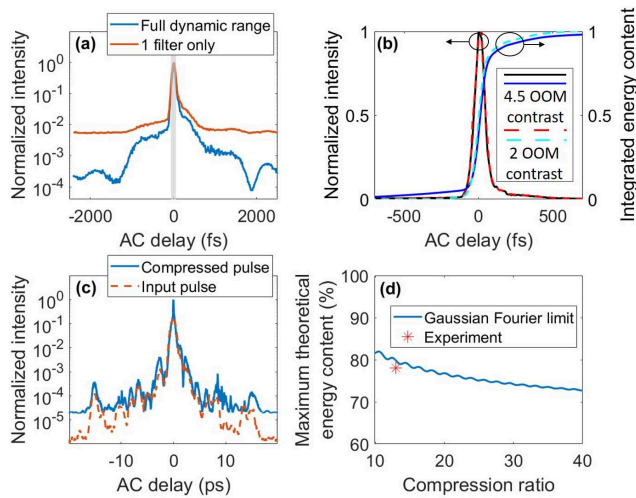 (a)
Full dynamic range
1 filter only
Normalized intensity
10^0
10^-1
10^-2
10^-3
10^-4
-2000
0
2000
AC delay (fs)
(b)
Normalized intensity
1
0.5
0
1
0.5
0
Integrated energy content
4.5 OOM
contrast
2 OOM
contrast
-500
0
500
AC delay (fs)
(c)
Compressed pulse
Input pulse
Normalized intensity
10^0
10^-1
10^-2
10^-3
10^-4
10^-5
-10
0
10
AC delay (ps)
(d)
Gaussian Fourier limit
Experiment
Maximum theoretical
energy content (%)
90
80
70
60
10
20
30
40
Compression ratio